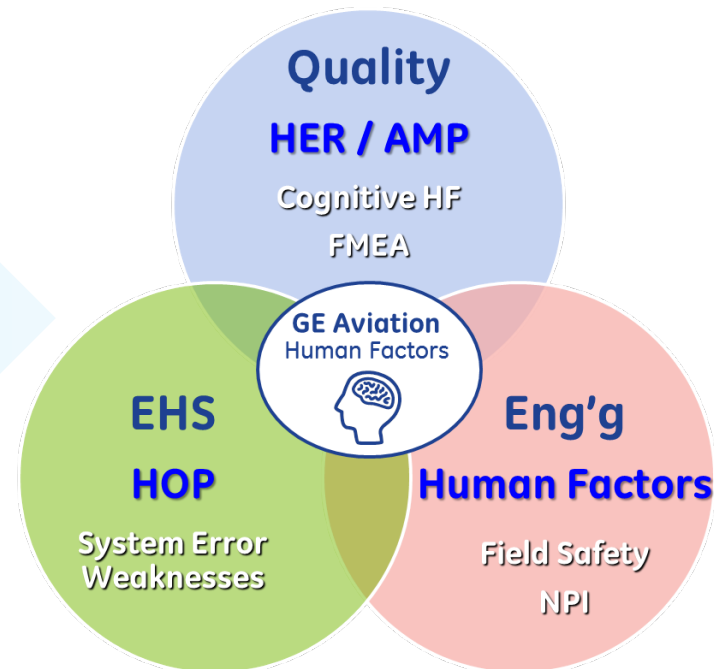 Quality
HER / AMP
Cognitive HF
FMEA
GE Aviation
Human Factors
EHS
HOP
System Error
Weaknesses
Eng’g
Human Factors
Field Safety
NPI